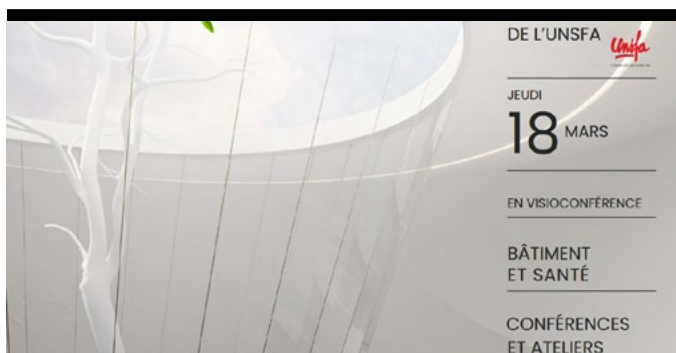 DE L'UNSFA
Unsfa
JEUDI
18 MARS
EN VISIOCONFÉRENCE
BÂTIMENT
ET SANTÉ
CONFÉRENCES
ET ATELIERS